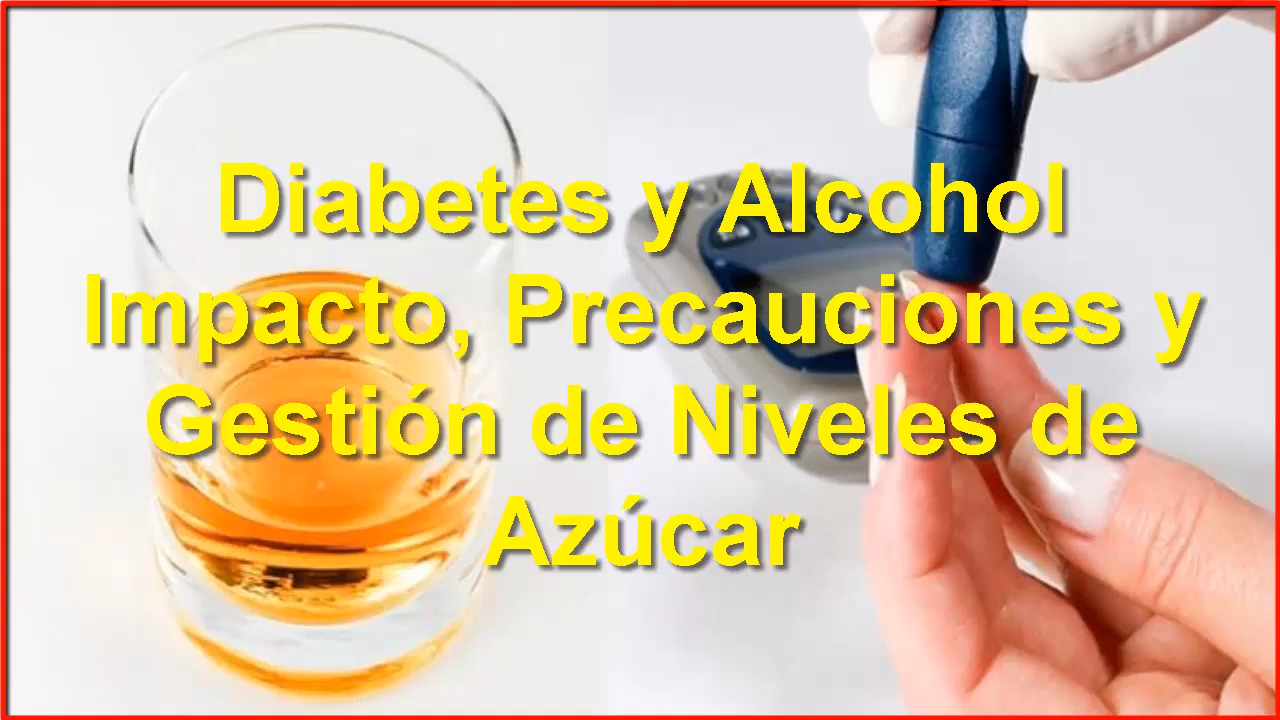 Diabetes y Alcohol
Impacto, Precauciones y
Gestión de Niveles de
Azúcar